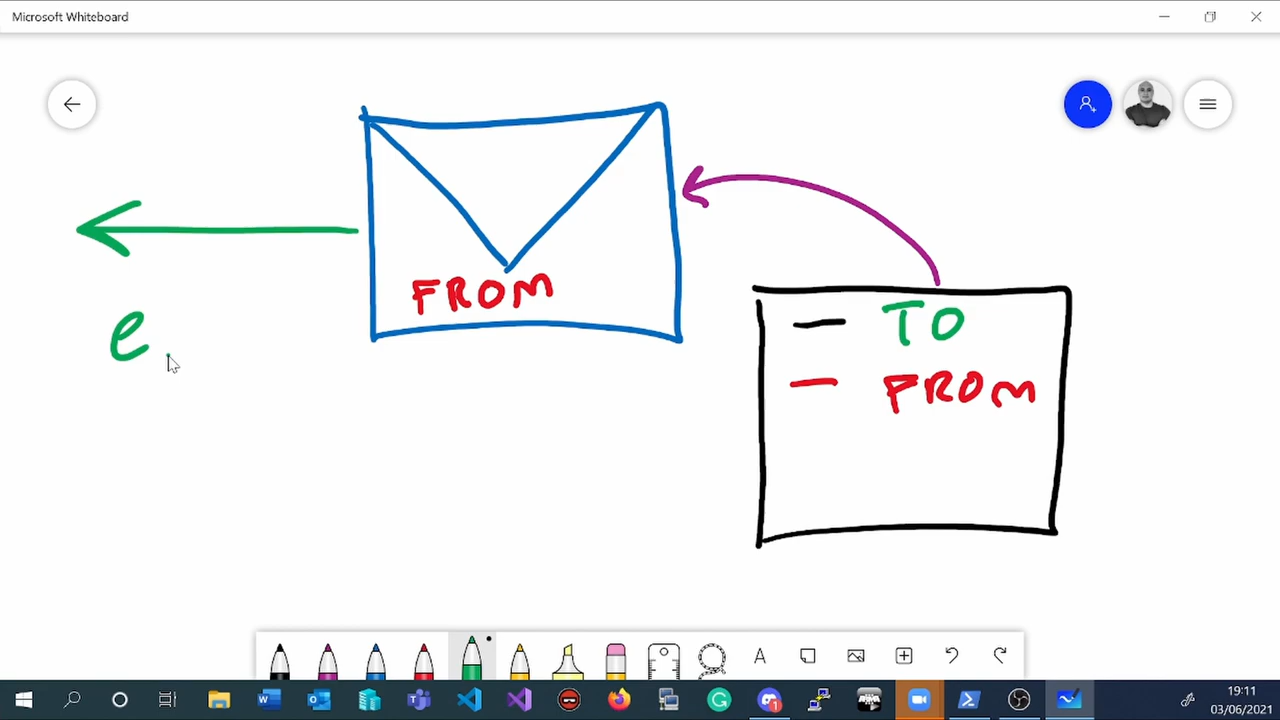 Microsoft Whiteboard
FROM
TO
FROM
e
A
19:11
03/06/2021